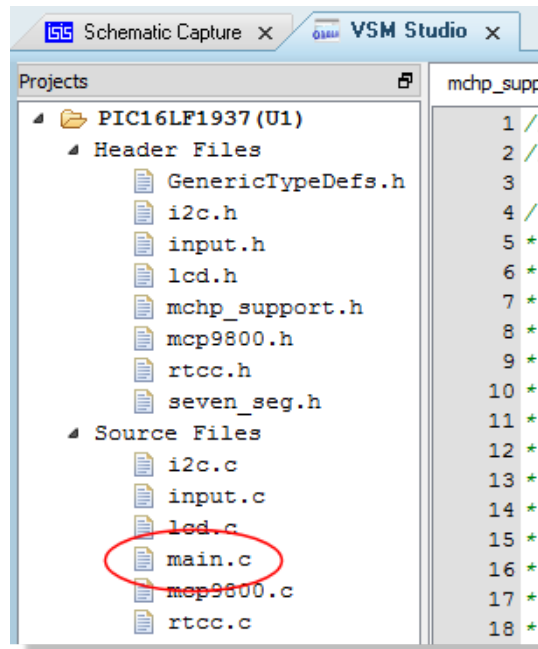 isis Schematic Capture x VSM Studio x
Projects
PIC16LF1937(U1)
Header Files
GenericTypeDefs.h
i2c.h
input.h
lcd.h
mchp_support.h
mcp9800.h
rtcc.h
seven_seg.h
Source Files
i2c.c
input.c
lcd.c
main.c
mcp9800.c
rtcc.c
mchp_supp
1 /
2 /
3
4 /
5 *
6 *
7 *
8 *
9 *
10 *
11 *
12 *
13 *
14 *
15 *
16 *
17 *
18 *